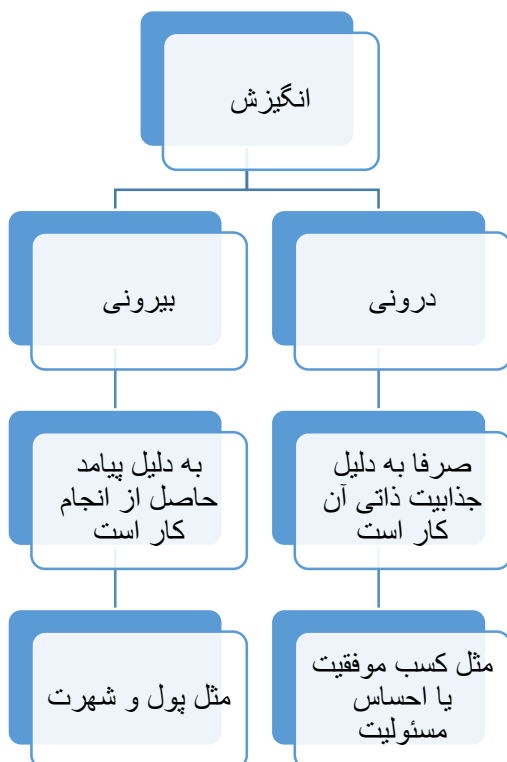 انگیزش
درونی
بیرونی
صرفا به دلیل
جذابیت ذاتی آن
کار است
به دلیل پیامد
حاصل از انجام
کار است
مثل کسب موفقیت
یا احساس
مسئولیت
مثل پول و شهرت